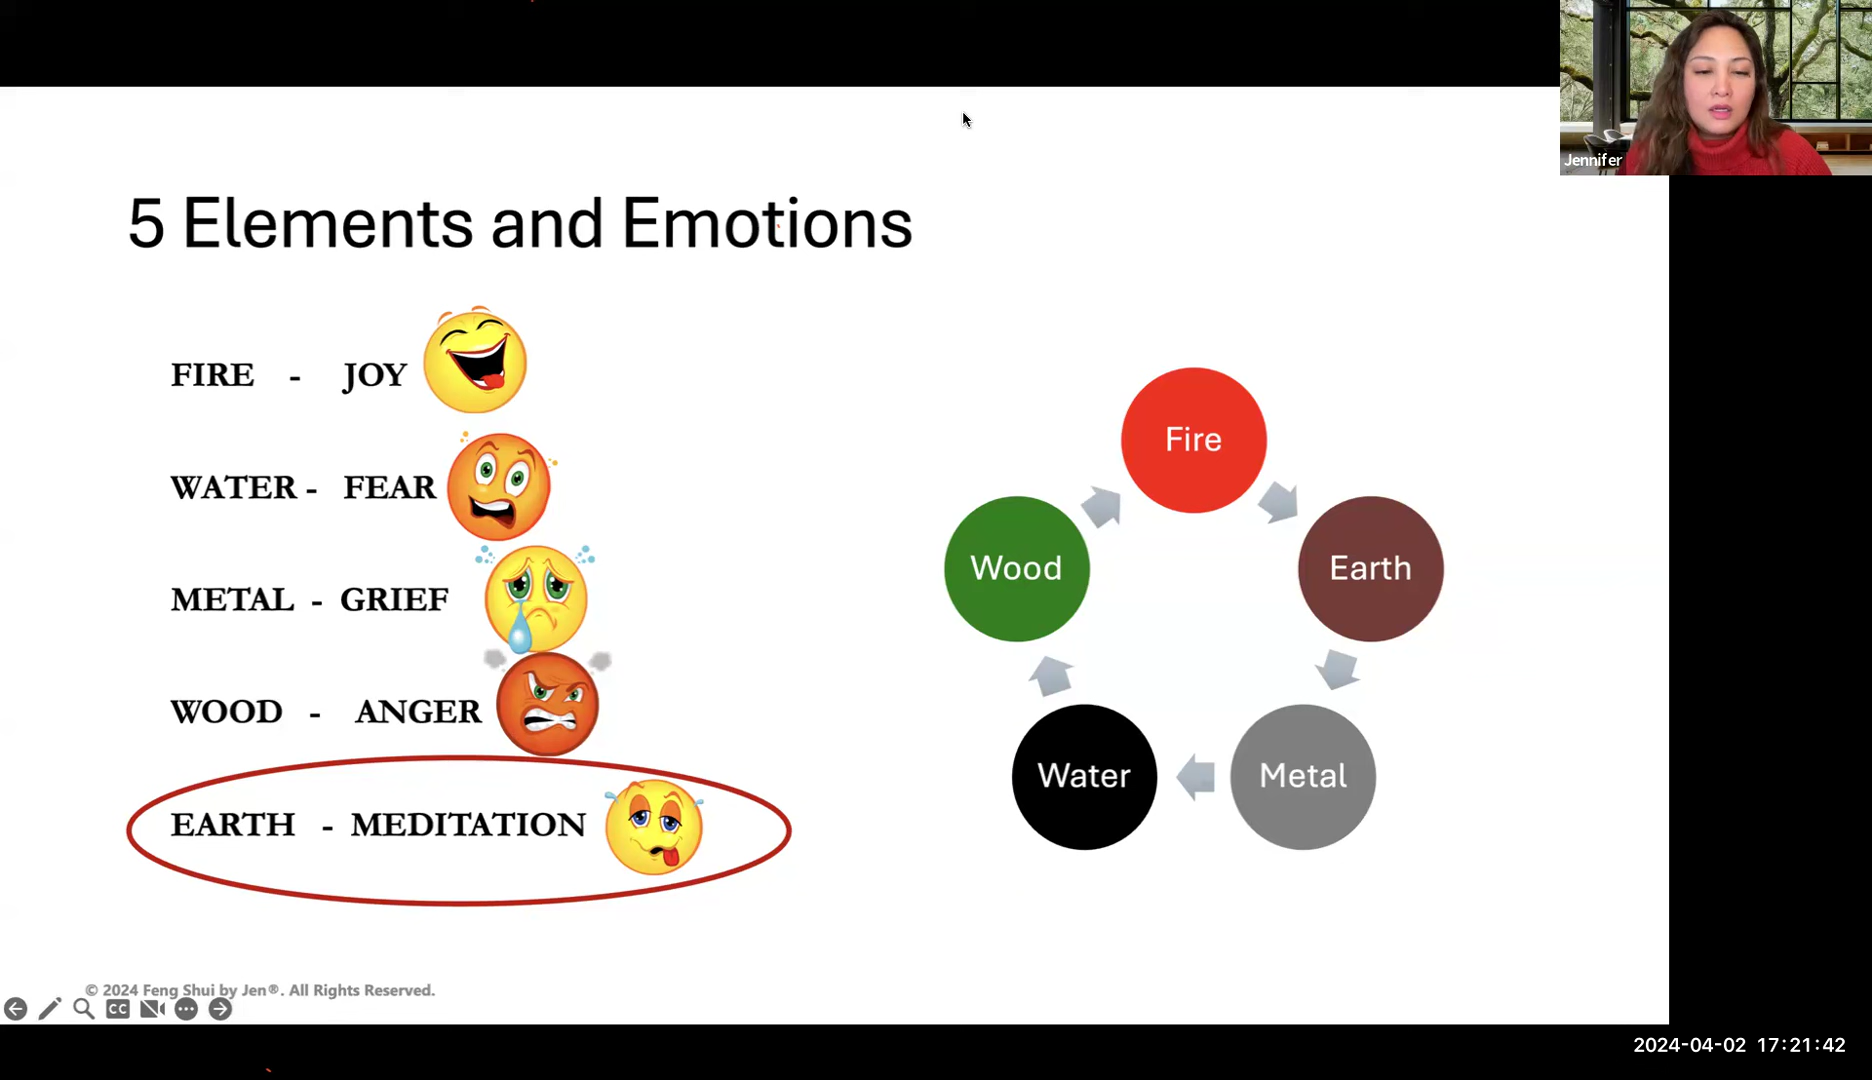 Jennifer
5 Elements and Emotions
FIRE - JOY
WATER - FEAR
METAL - GRIEF
WOOD - ANGER
EARTH - MEDITATION
Fire
Wood
Earth
Water
Metal
© 2024 Feng Shui by Jen®. All Rights Reserved.
CC
2024-04-02 17:21:42